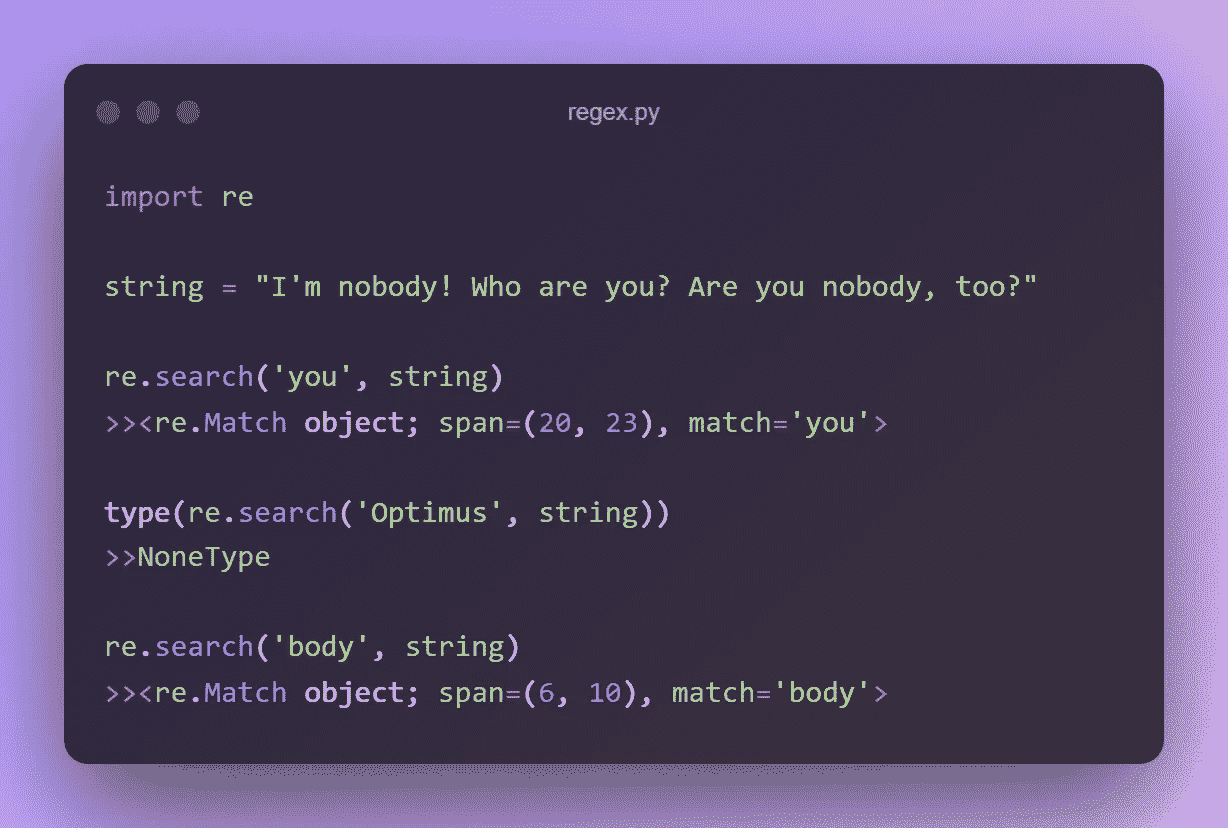 regex.py
import re
string = "I'm nobody! Who are you? Are you nobody, too?"
re.search('you', string)
>><re.Match object; span=(20, 23), match='you'>
type(re.search('Optimus', string))
>>NoneType
re.search('body', string)
>><re.Match object; span=(6, 10), match='body'>